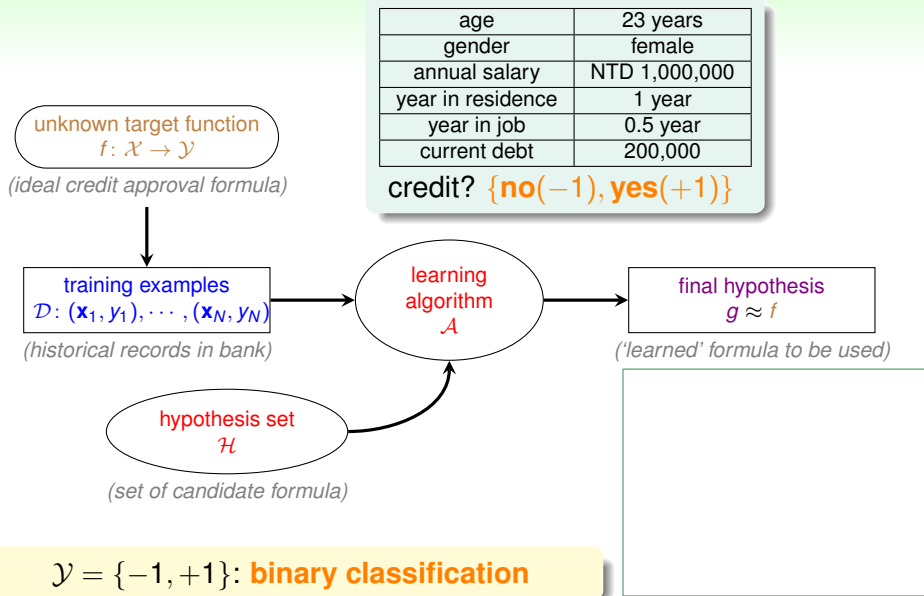 age 23 years
gender female
annual salary NTD 1,000,000
year in residence 1 year
year in job 0.5 year
current debt 200,000
credit? {no(−1), yes(+1)}
unknown target function
f : 𝒳 → 𝒴
(ideal credit approval formula)
training examples
𝒟 : (x₁, y₁), ⋯ , (x_N, y_N)
(historical records in bank)
learning
algorithm
𝒜
final hypothesis
g ≈ f
(‘learned’ formula to be used)
hypothesis set
ℋ
(set of candidate formula)
𝒴 = {−1, +1}: binary classification